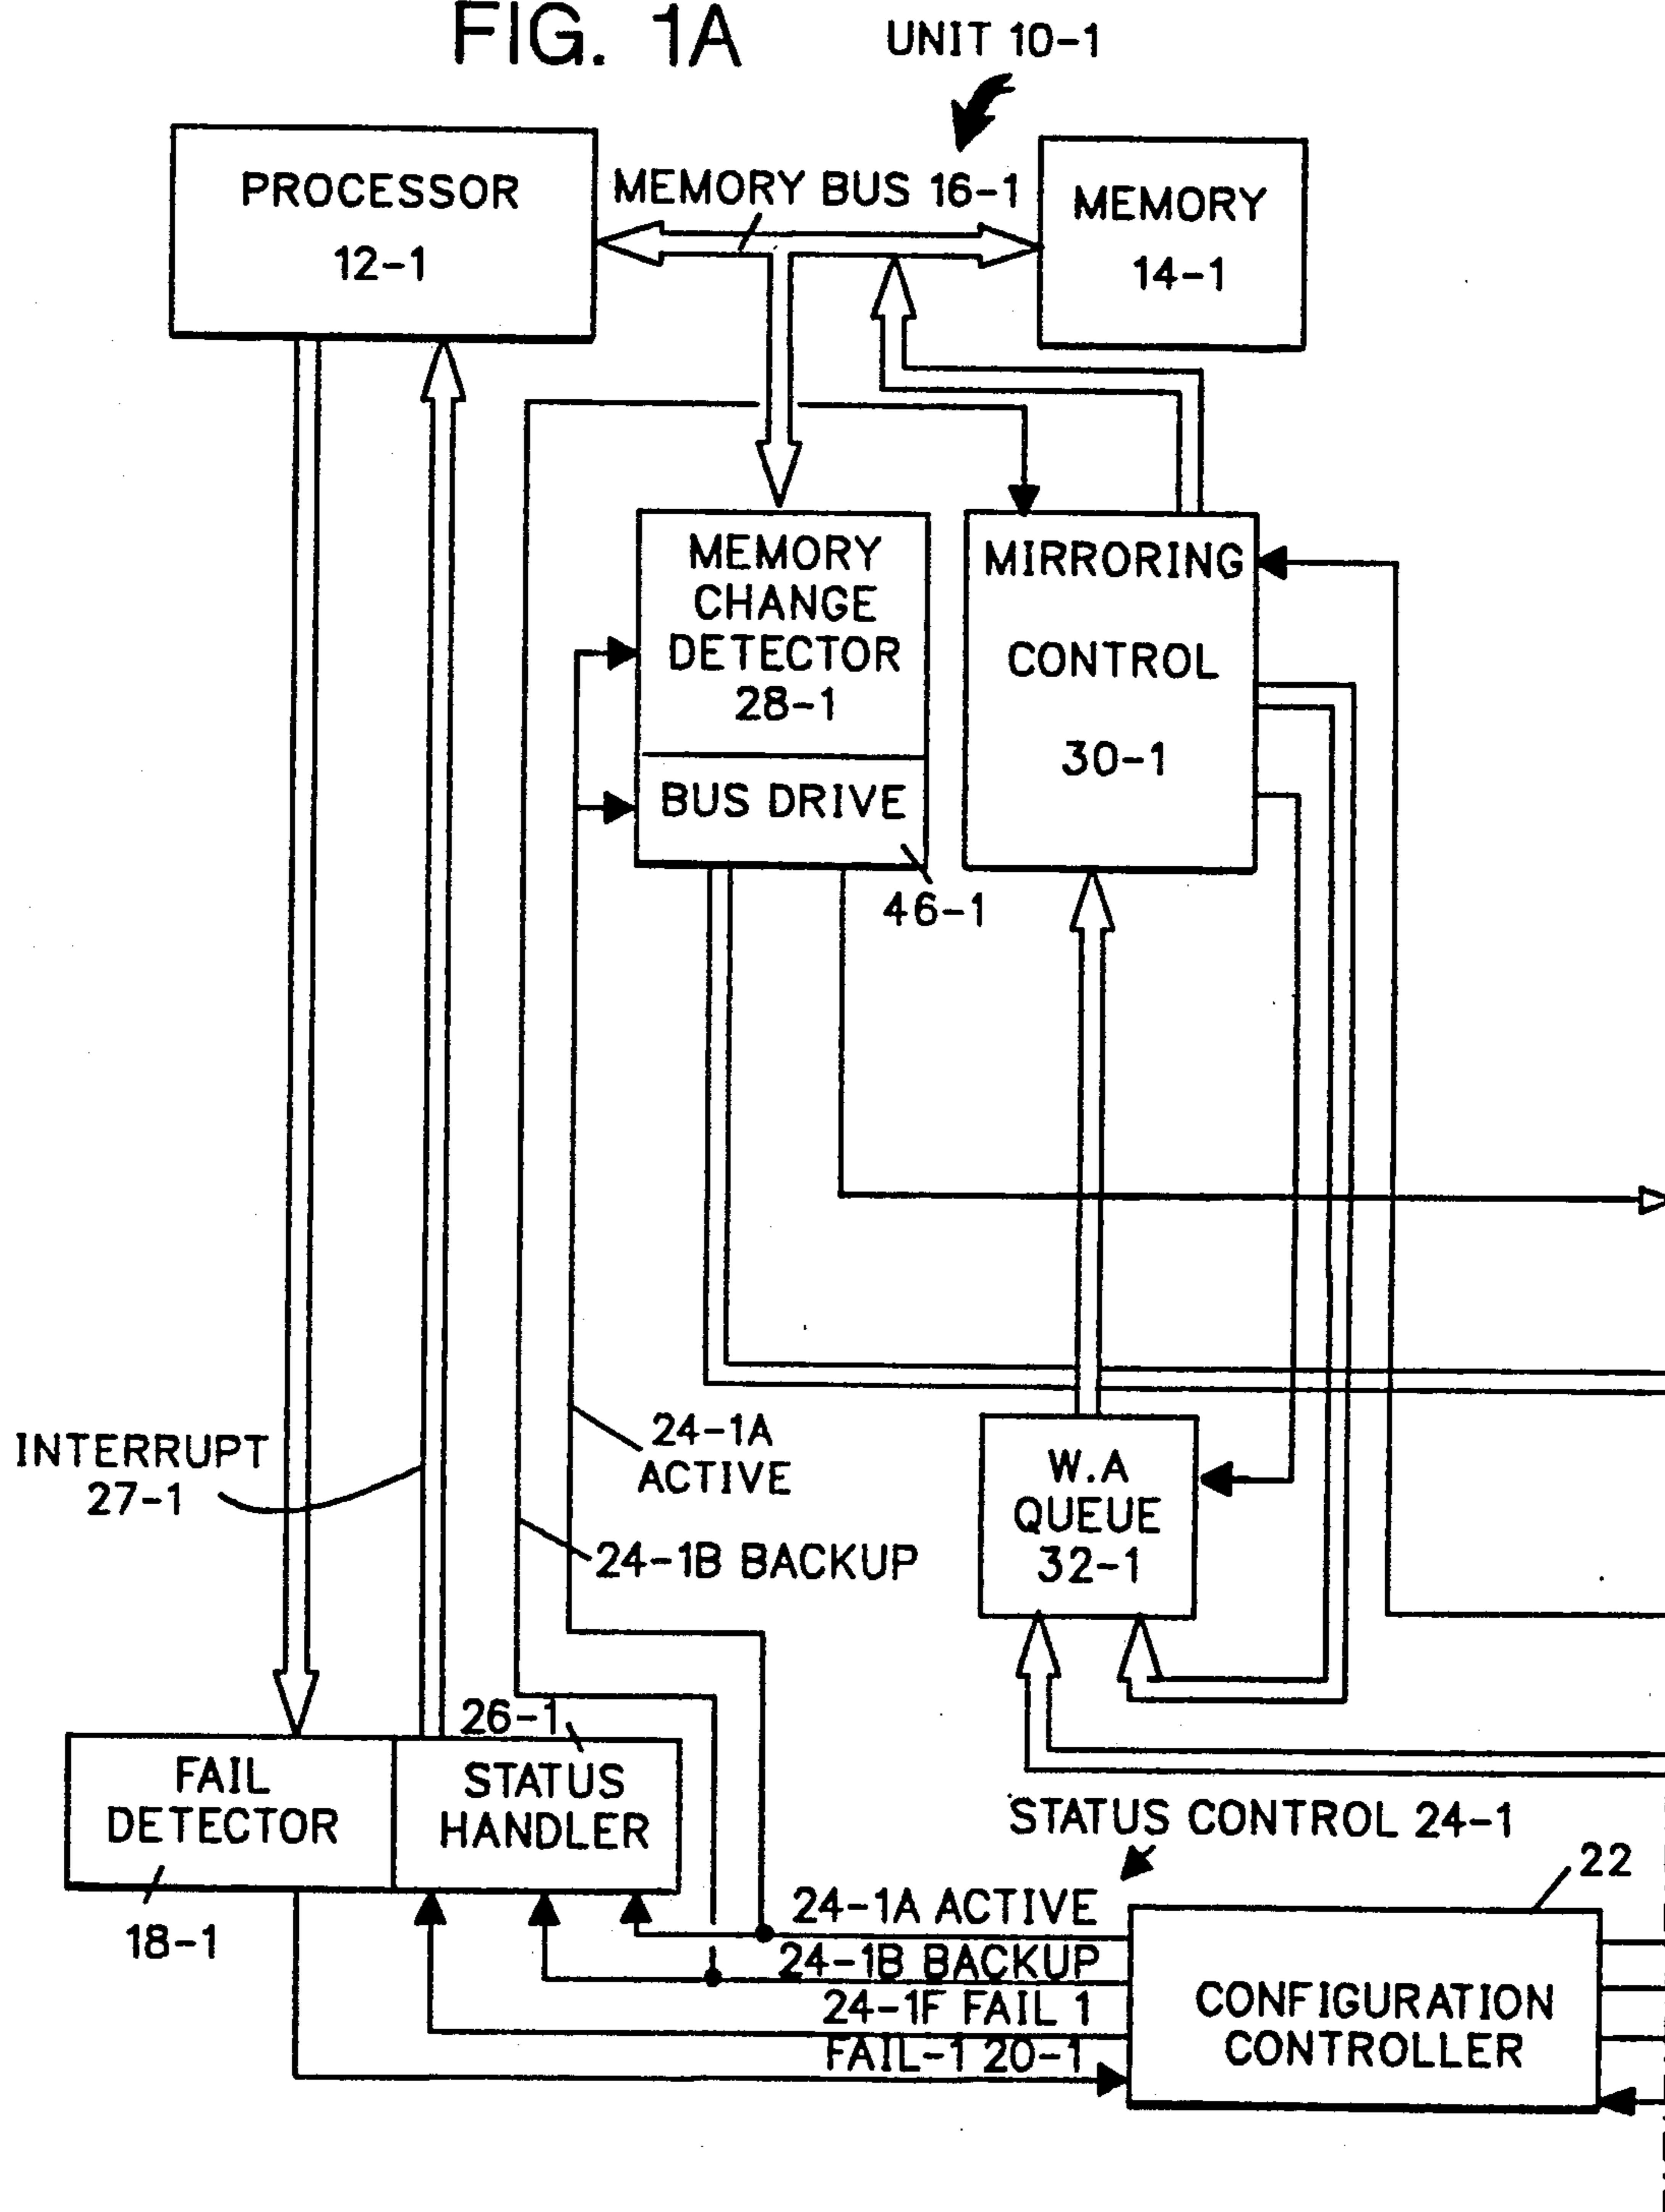 FIG. 1A
UNIT 10-1
PROCESSOR
12-1
MEMORY BUS 16-1
MEMORY
14-1
MEMORY
CHANGE
DETECTOR
28-1
BUS DRIVE
46-1
MIRRORING
CONTROL
30-1
INTERRUPT
27-1
24-1A
ACTIVE
24-1B BACKUP
W.A
QUEUE
32-1
26-1
FAIL
DETECTOR
18-1
STATUS
HANDLER
STATUS CONTROL 24-1
22
24-1A ACTIVE
24-1B BACKUP
24-1F FAIL 1
FAIL-1 20-1
CONFIGURATION
CONTROLLER